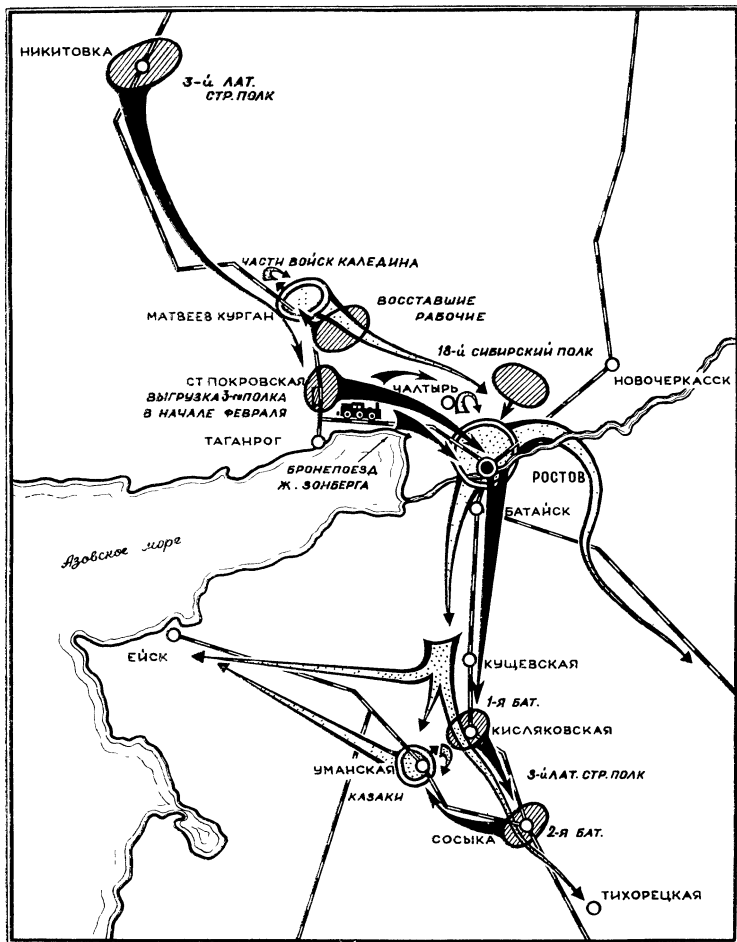 НИКИТОВКА
3-й ЛАТ.
СТР. ПОЛК
ЧАСТИ ВОЙСК КАЛЕДИНА
МАТВЕЕВ КУРГАН
ВОССТАВШИЕ
РАБОЧИЕ
18-й СИБИРСКИЙ ПОЛК
НОВОЧЕРКАССК
СТ ПОКРОВСКАЯ
ВЫГРУЗКА 3-го ПОЛКА
В НАЧАЛЕ ФЕВРАЛЯ
ЧАЛТЫРЬ
ТАГАНРОГ
БРОНЕПОЕЗД
Ж. ЗОНБЕРГА
РОСТОВ
БАТАЙСК
Азовское море
ЕЙСК
КУЩЕВСКАЯ
1-я БАТ.
КИСЛЯКОВСКАЯ
УМАНСКАЯ
КАЗАКИ
3-й ЛАТ. СТР. ПОЛК
СОСЫКА
2-я БАТ.
ТИХОРЕЦКАЯ